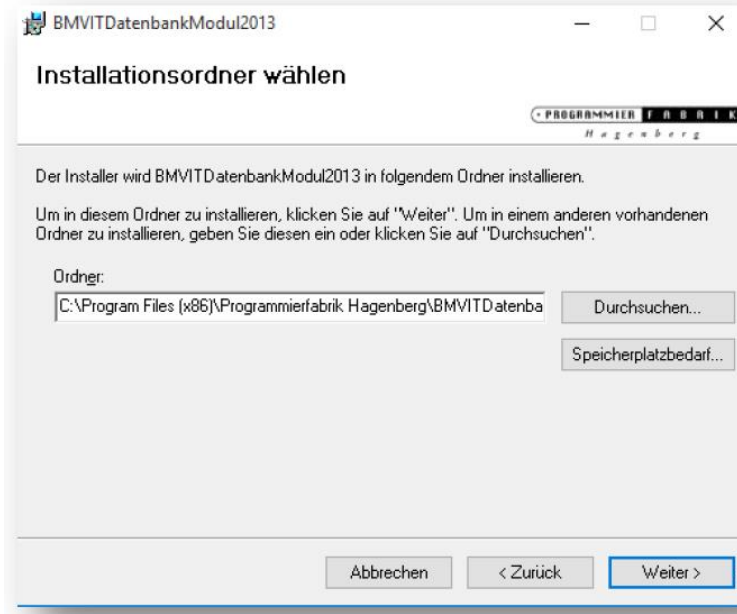 BMVITDatenbankModul2013
Installationsordner wählen
PROGRAMMIER FABRIK
Hagenberg
Der Installer wird BMVITDatenbankModul2013 in folgendem Ordner installieren.
Um in diesem Ordner zu installieren, klicken Sie auf "Weiter". Um in einem anderen vorhandenen
Ordner zu installieren, geben Sie diesen ein oder klicken Sie auf "Durchsuchen".
Ordner:
C:\Program Files (x86)\Programmierfabrik Hagenberg\BMVITDatenba
Durchsuchen...
Speicherplatzbedarf...
Abbrechen
< Zurück
Weiter >